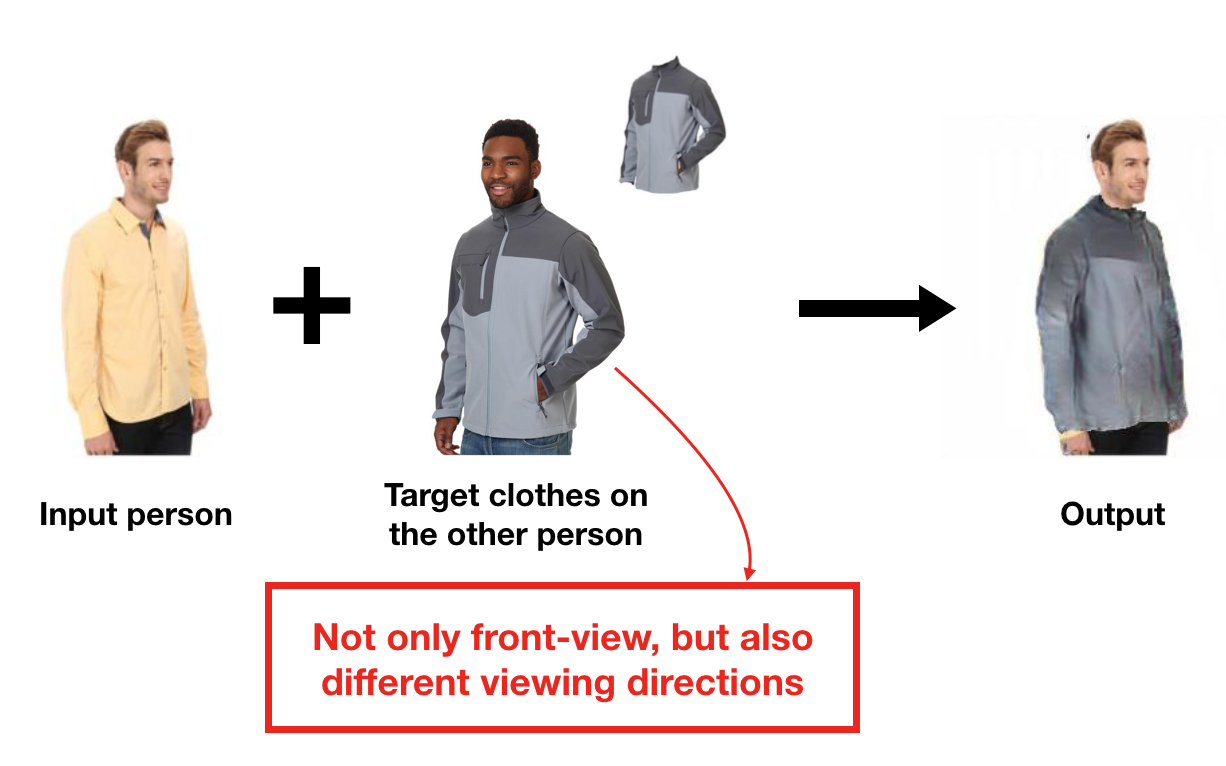 Input person
Target clothes on
the other person
Output
Not only front-view, but also
different viewing directions